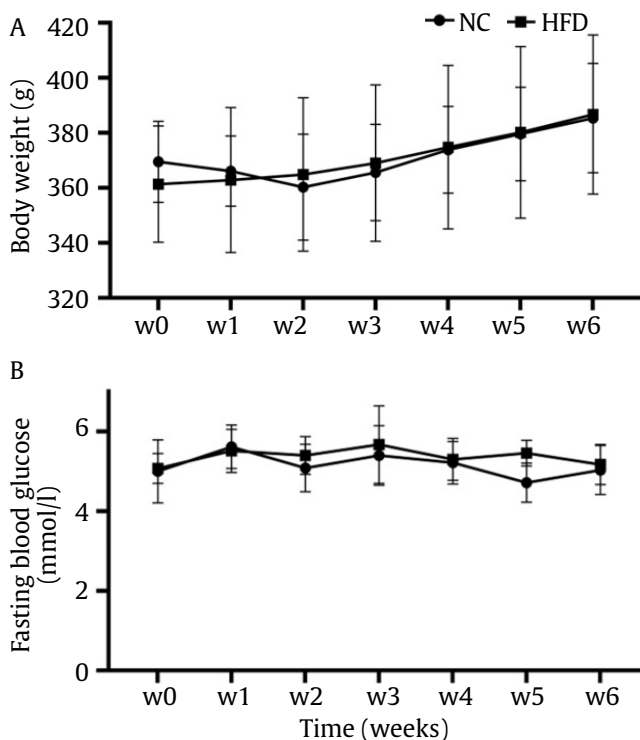 A
NC HFD
Body weight (g)
420
400
380
360
340
320
w0 w1 w2 w3 w4 w5 w6
B
Fasting blood glucose
(mmol/l)
6
4
2
0
w0 w1 w2 w3 w4 w5 w6
Time (weeks)